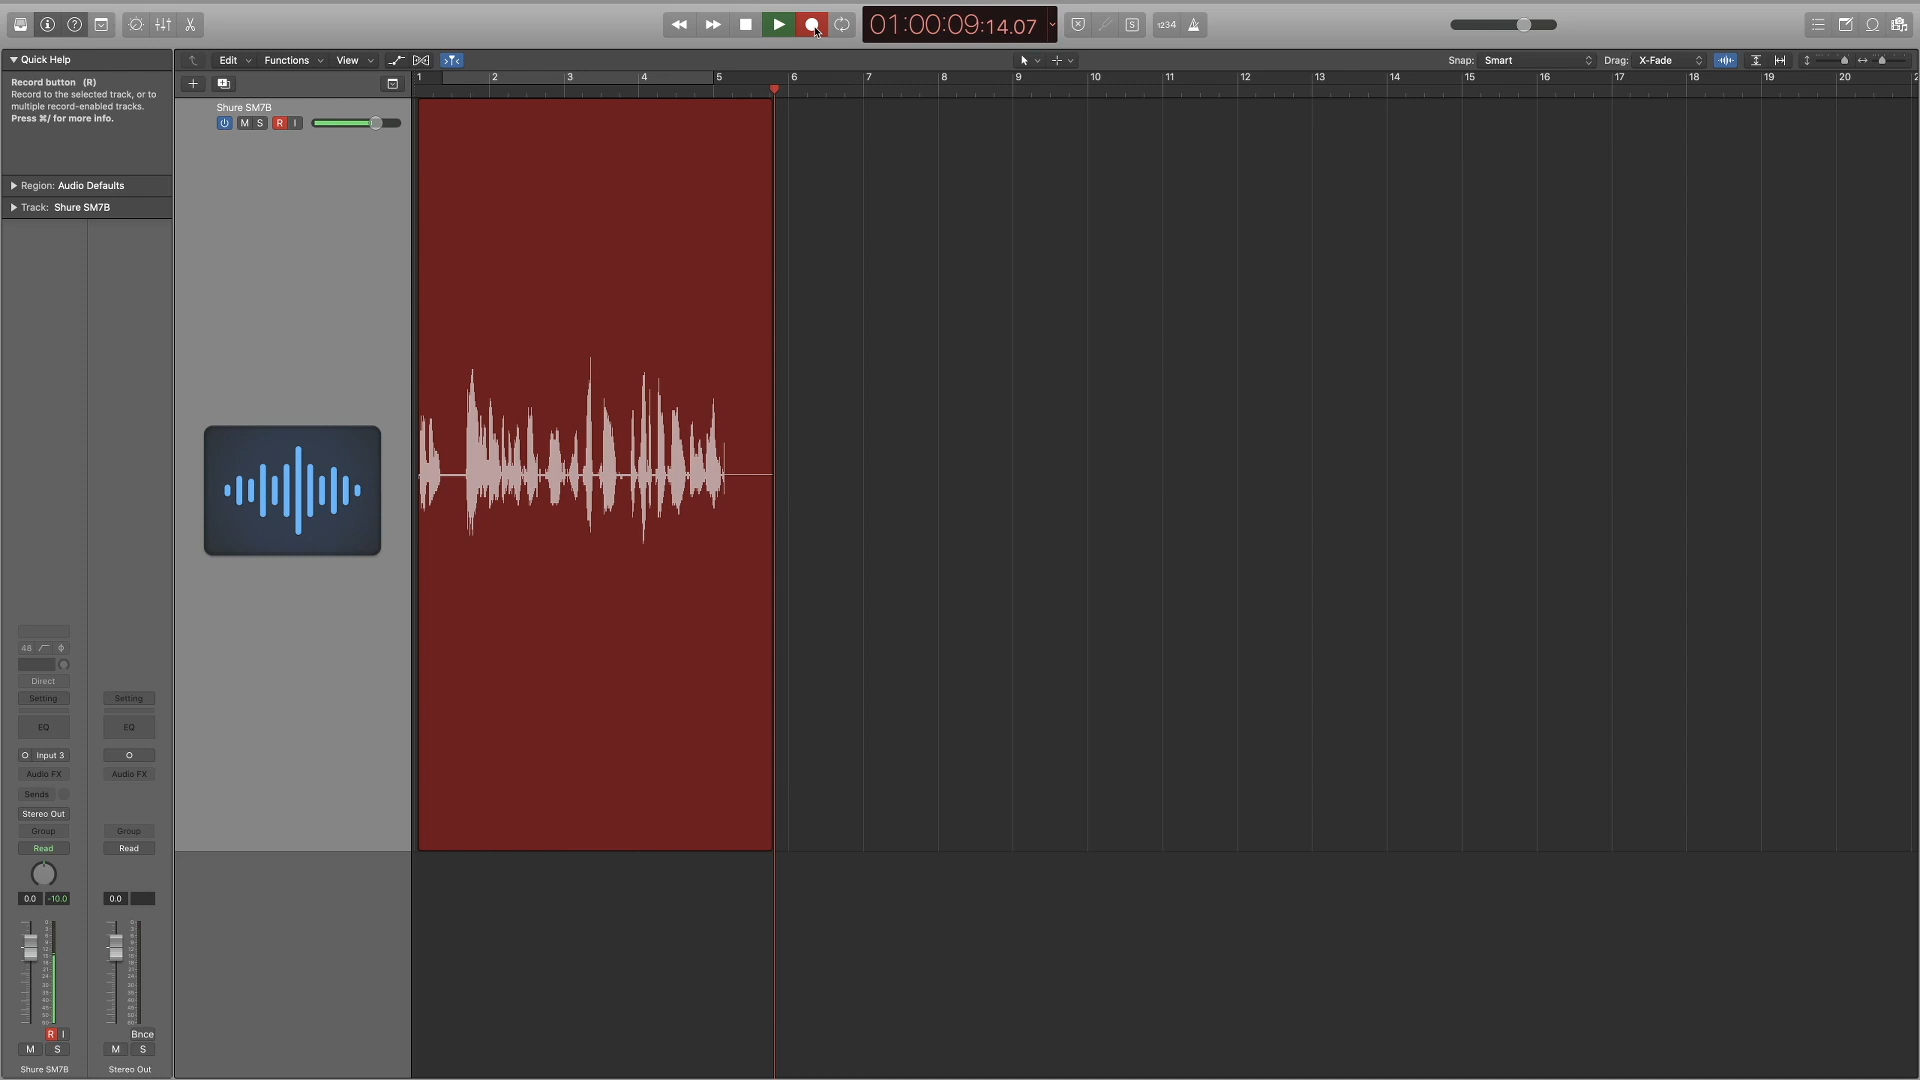 01:00:09:14.07
1234
Quick Help
Record button (R)
Record to the selected track, or to
multiple record-enabled tracks.
Press ⌘/ for more info.
Region: Audio Defaults
Track: Shure SM7B
Edit Functions View
Snap: Smart Drag: X-Fade
1 2 3 4 5 6 7 8 9 10 11 12 13 14 15 16 17 18 19 20
Shure SM7B
M S R I
48
Direct
Setting Setting
EQ EQ
Input 3
Audio FX Audio FX
Sends
Stereo Out
Group Group
Read Read
0.0 -10.0 0.0
R I Bnce
M S M S
Shure SM7B Stereo Out